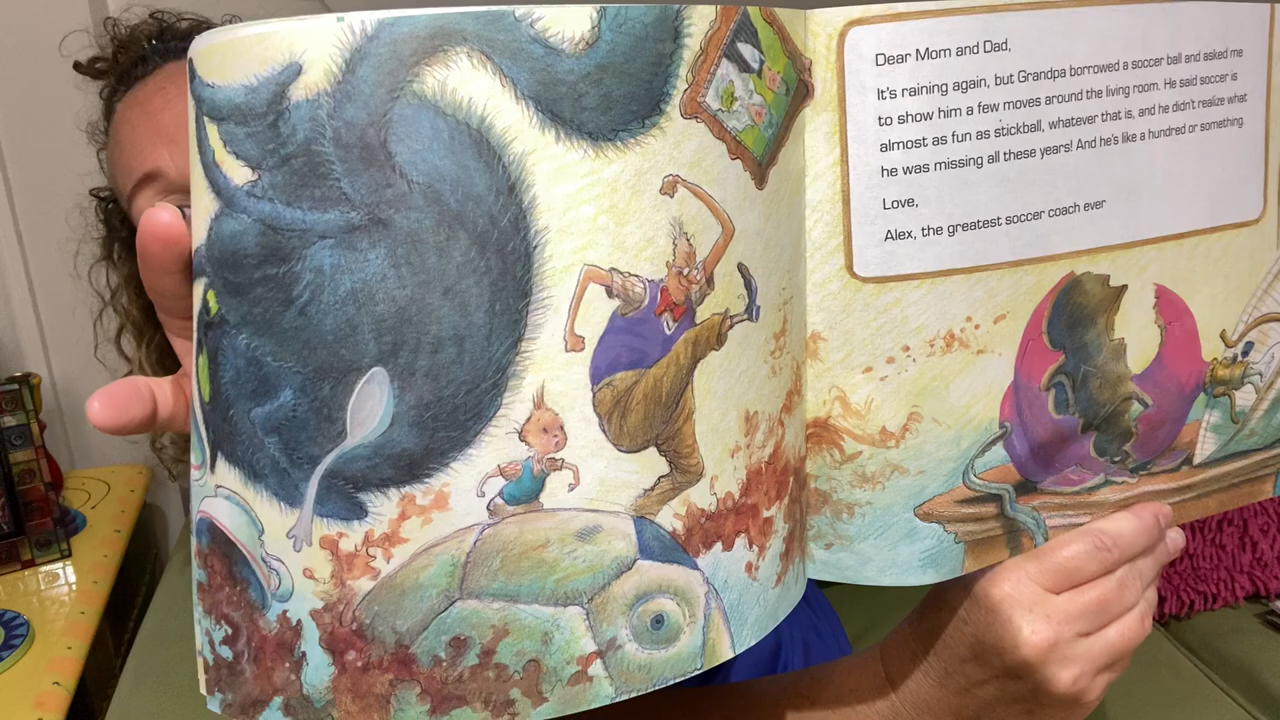 Dear Mom and Dad,
It's raining again, but Grandpa borrowed a soccer ball and asked me
to show him a few moves around the living room. He said soccer is
almost as fun as stickball, whatever that is, and he didn't realize what
he was missing all these years! And he's like a hundred or something.
Love,
Alex, the greatest soccer coach ever